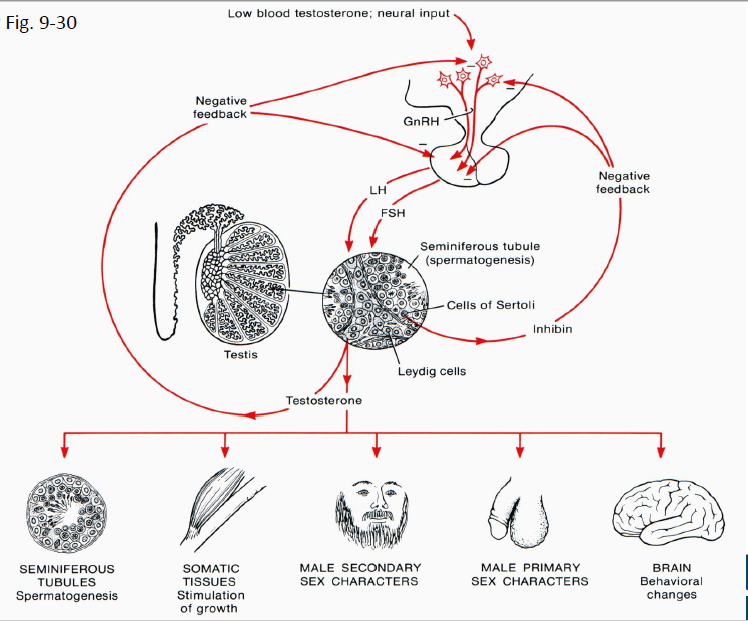 Fig. 9-30
Low blood testosterone; neural input
Negative
feedback
GnRH
LH
FSH
Negative
feedback
Seminiferous tubule
(spermatogenesis)
Cells of Sertoli
Inhibin
Leydig cells
Testis
Testosterone
SEMINIFEROUS
TUBULES
Spermatogenesis
SOMATIC
TISSUES
Stimulation
of growth
MALE SECONDARY
SEX CHARACTERS
MALE PRIMARY
SEX CHARACTERS
BRAIN
Behavioral
changes